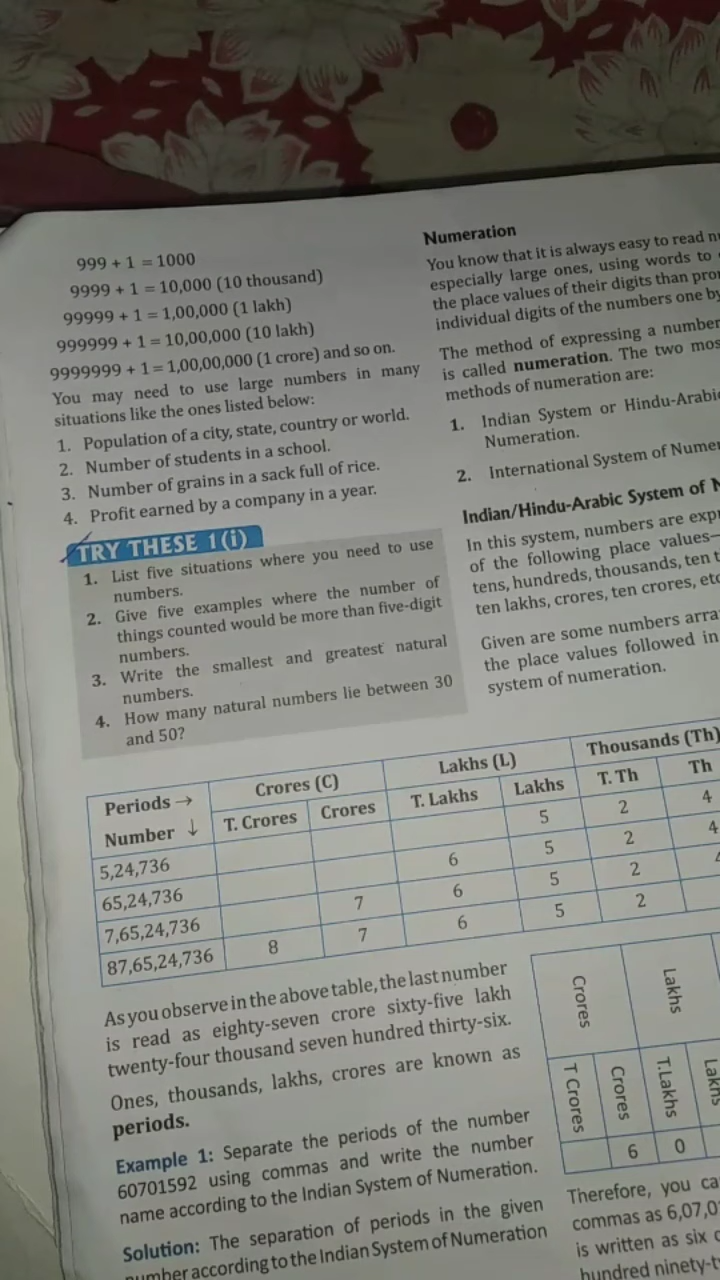 999 + 1 = 1000
9999 + 1 = 10,000 (10 thousand)
99999 + 1 = 1,00,000 (1 lakh)
999999 + 1 = 10,00,000 (10 lakh)
9999999 + 1 = 1,00,00,000 (1 crore) and so on.
You may need to use large numbers in many
situations like the ones listed below:
1. Population of a city, state, country or world.
2. Number of students in a school.
3. Number of grains in a sack full of rice.
4. Profit earned by a company in a year.
TRY THESE 1(i)
1. List five situations where you need to use
numbers.
2. Give five examples where the number of
things counted would be more than five-digit
numbers.
3. Write the smallest and greatest natural
numbers.
4. How many natural numbers lie between 30
and 50?
Numeration
You know that it is always easy to read
especially large ones, using words to
the place values of their digits than
individual digits of the numbers one
The method of expressing a number
is called numeration. The two
methods of numeration are:
1. Indian System or Hindu-Arabic
Numeration.
2. International System of
Indian/Hindu-Arabic System of
In this system, numbers are
of the following place values—
tens, hundreds, thousands, ten
ten lakhs, crores, ten crores,
Given are some numbers
the place values followed in
system of numeration.
Periods → Crores (C) Lakhs (L) Thousands (Th)
Number ↓ T. Crores Crores T. Lakhs Lakhs T. Th Th
5,24,736 5 2 4
65,24,736 6 5 2 4
7,65,24,736 7 6 5 2
87,65,24,736 8 7 6 5 2
As you observe in the above table, the last number
is read as eighty-seven crore sixty-five lakh
twenty-four thousand seven hundred thirty-six.
Ones, thousands, lakhs, crores are known as
periods.
Example 1: Separate the periods of the number
60701592 using commas and write the number
name according to the Indian System of Numeration.
Solution: The separation of periods in the given
number according to the Indian System of Numeration
Crores Lakhs
T Crores Crores T.Lakhs Lakhs
6 0
Therefore, you
commas as 6,07,0
is written as six
hundred